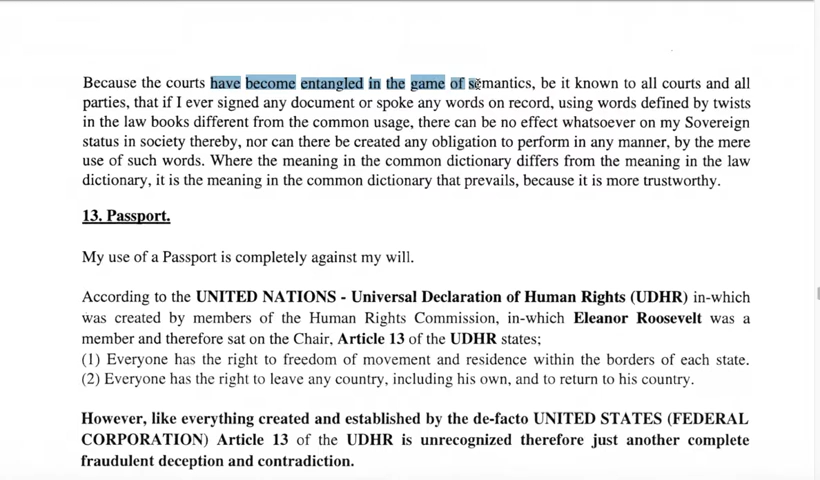 Because the courts have become entangled in the game of semantics, be it known to all courts and all
parties, that if I ever signed any document or spoke any words on record, using words defined by twists
in the law books different from the common usage, there can be no effect whatsoever on my Sovereign
status in society thereby, nor can there be created any obligation to perform in any manner, by the mere
use of such words. Where the meaning in the common dictionary differs from the meaning in the law
dictionary, it is the meaning in the common dictionary that prevails, because it is more trustworthy.
13. Passport.
My use of a Passport is completely against my will.
According to the UNITED NATIONS - Universal Declaration of Human Rights (UDHR) in-which
was created by members of the Human Rights Commission, in-which Eleanor Roosevelt was a
member and therefore sat on the Chair, Article 13 of the UDHR states;
(1) Everyone has the right to freedom of movement and residence within the borders of each state.
(2) Everyone has the right to leave any country, including his own, and to return to his country.
However, like everything created and established by the de-facto UNITED STATES (FEDERAL
CORPORATION) Article 13 of the UDHR is unrecognized therefore just another complete
fraudulent deception and contradiction.